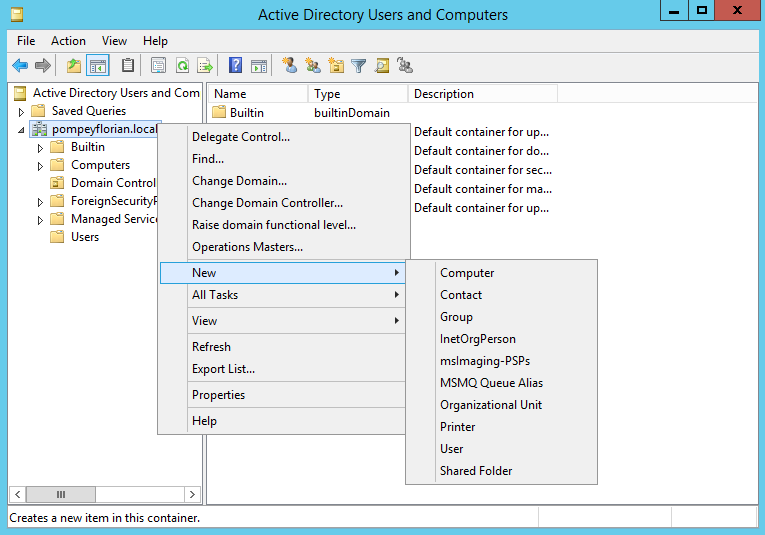 Active Directory Users and Computers
File Action View Help
Active Directory Users and Com
Saved Queries
pompeyflorian.local
Builtin
Computers
Domain Control
ForeignSecurityP
Managed Service
Users
Name Type Description
Builtin builtinDomain
Default container for up...
Default container for do...
Default container for sec...
Default container for ma...
Default container for up...
Delegate Control...
Find...
Change Domain...
Change Domain Controller...
Raise domain functional level...
Operations Masters...
New
All Tasks
View
Refresh
Export List...
Properties
Help
Computer
Contact
Group
InetOrgPerson
msImaging-PSPs
MSMQ Queue Alias
Organizational Unit
Printer
User
Shared Folder
Creates a new item in this container.